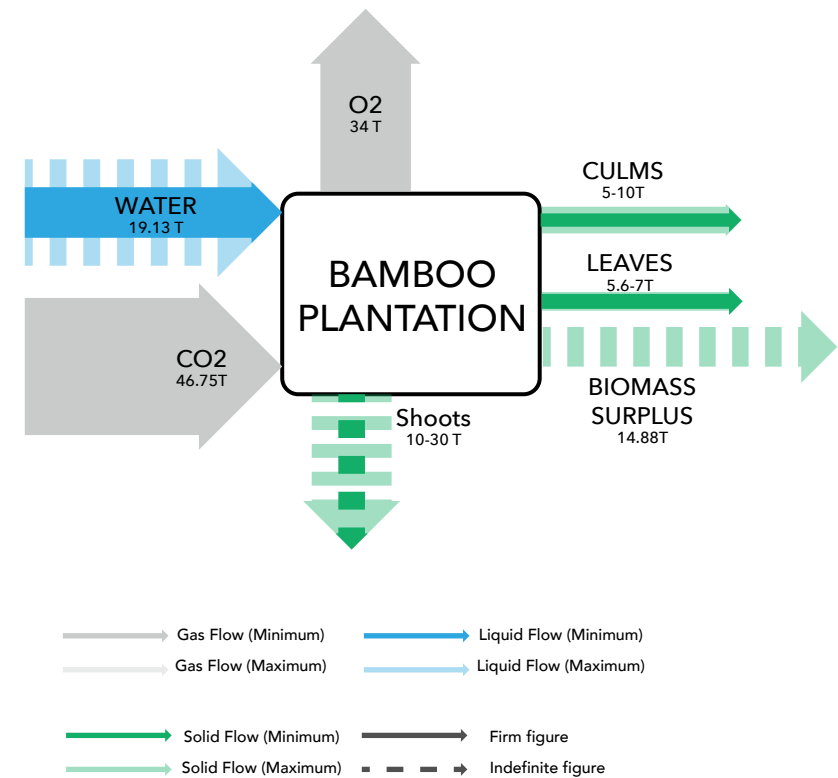 O2
34 T
WATER
19.13 T
CO2
46.75T
BAMBOO
PLANTATION
CULMS
5-10T
LEAVES
5.6-7T
BIOMASS
SURPLUS
14.88T
Shoots
10-30 T
Gas Flow (Minimum)
Liquid Flow (Minimum)
Gas Flow (Maximum)
Liquid Flow (Maximum)
Solid Flow (Minimum)
Firm figure
Solid Flow (Maximum)
Indefinite figure